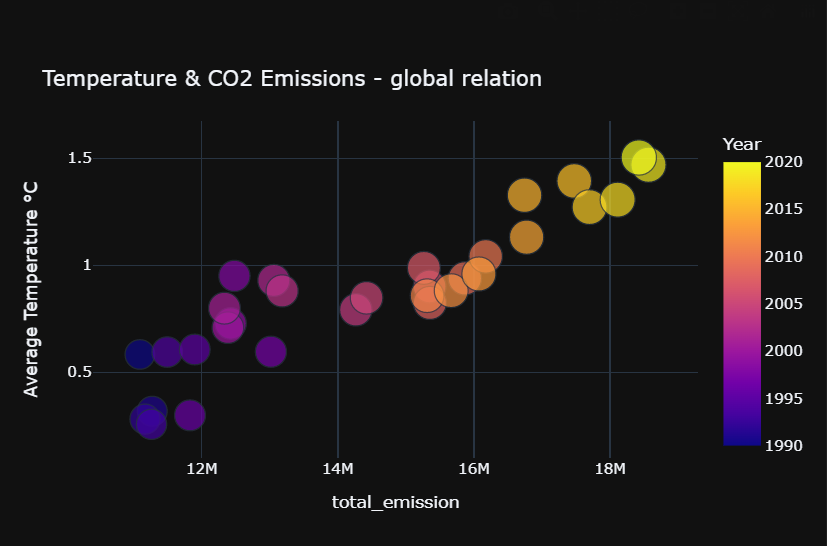 Temperature & CO2 Emissions - global relation
Year
2020
2015
2010
2005
2000
1995
1990
Average Temperature °C
1.5
1
0.5
12M
14M
16M
18M
total_emission